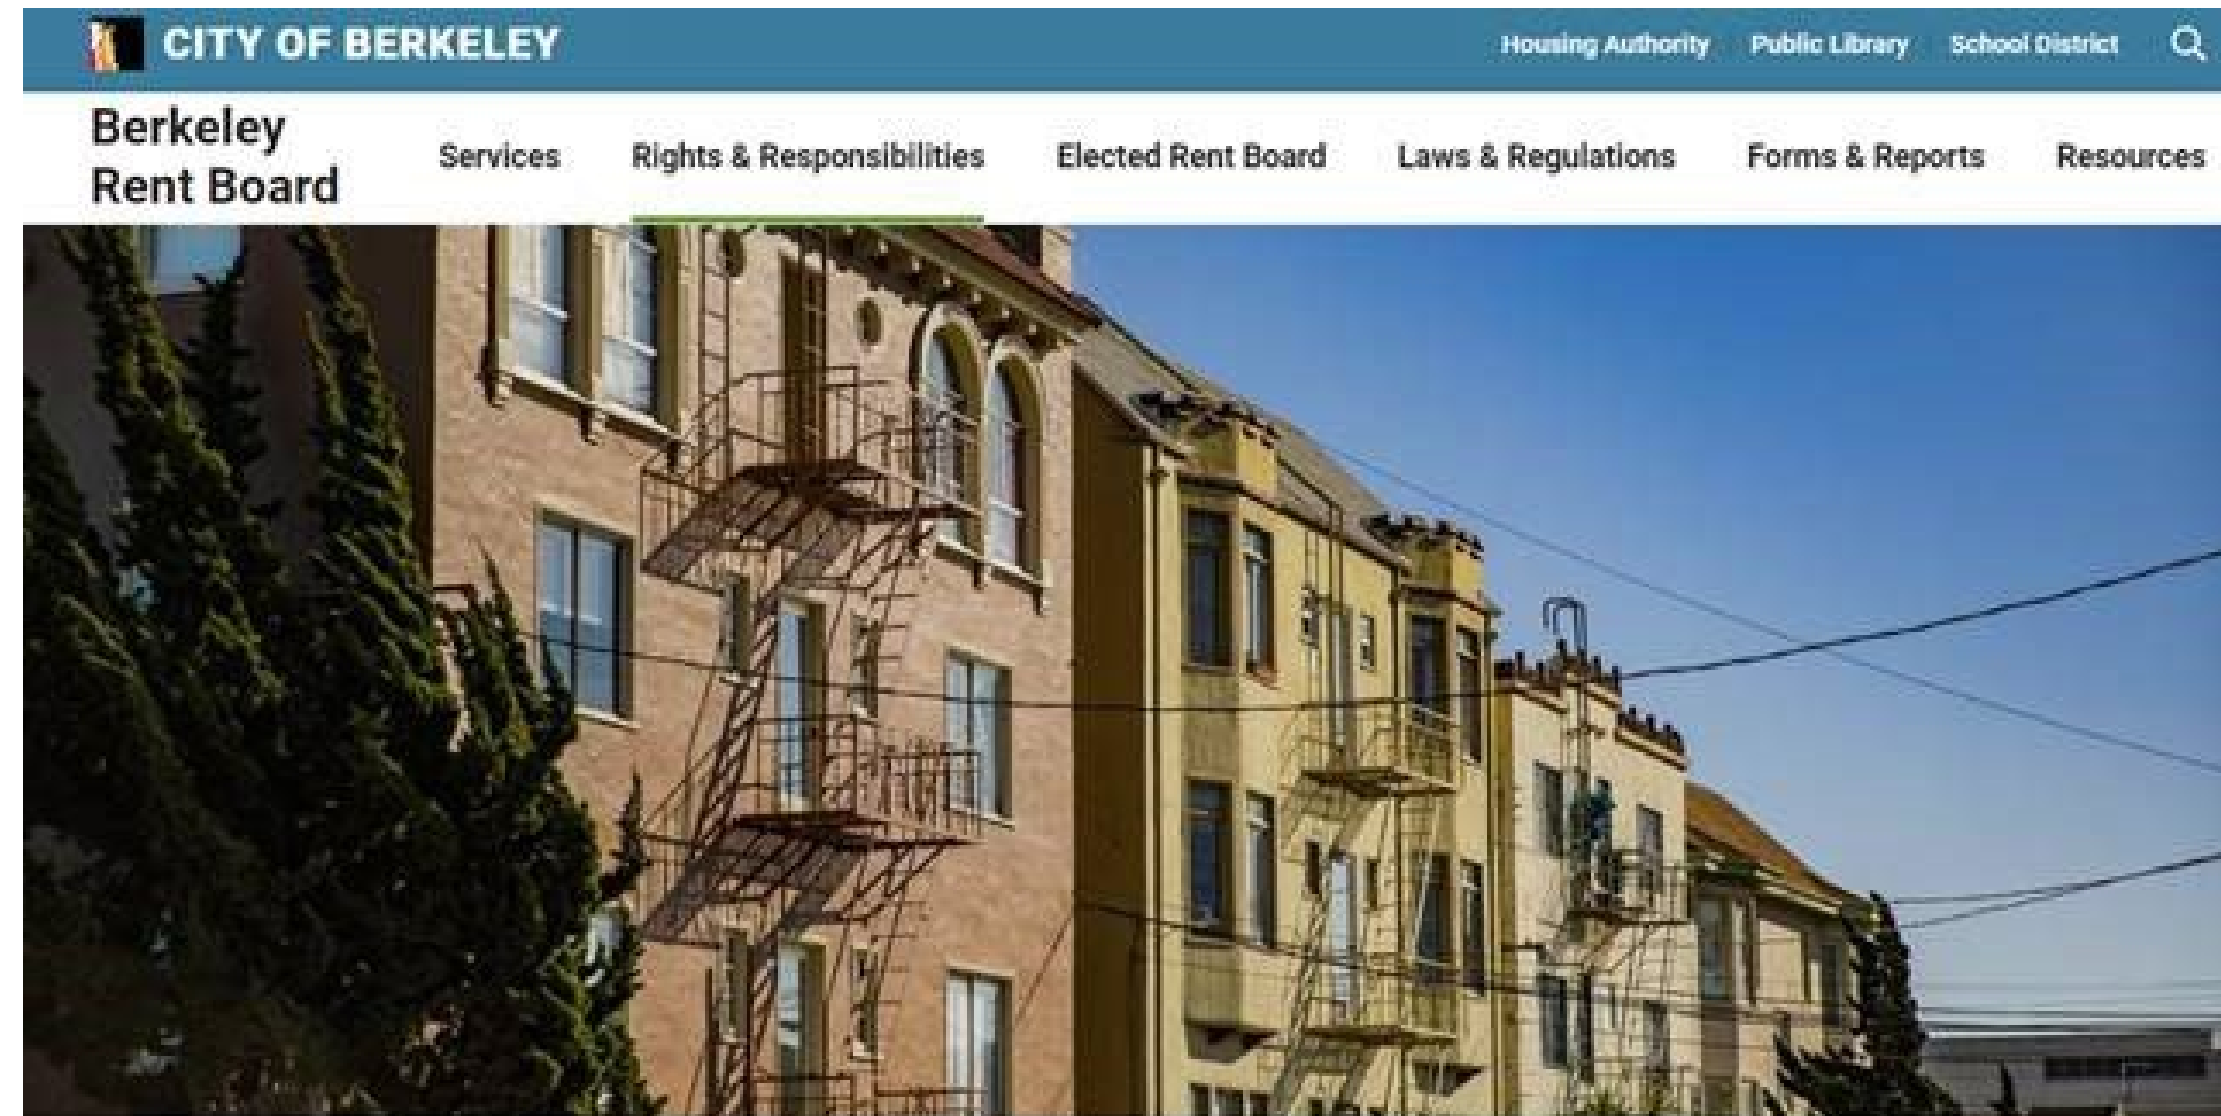 CITY OF BERKELEY
Housing Authority Public Library School District
Berkeley
Rent Board
Services Rights & Responsibilities Elected Rent Board Laws & Regulations Forms & Reports Resources